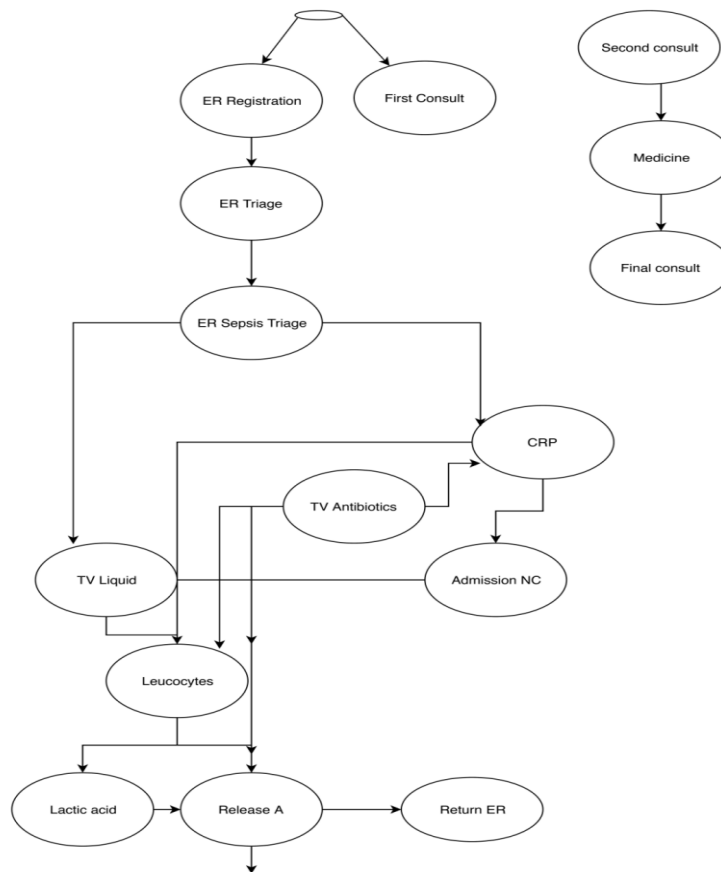 Second consult
ER Registration
First Consult
Medicine
ER Triage
Final consult
ER Sepsis Triage
CRP
TV Antibiotics
TV Liquid
Admission NC
Leucocytes
Lactic acid
Release A
Return ER